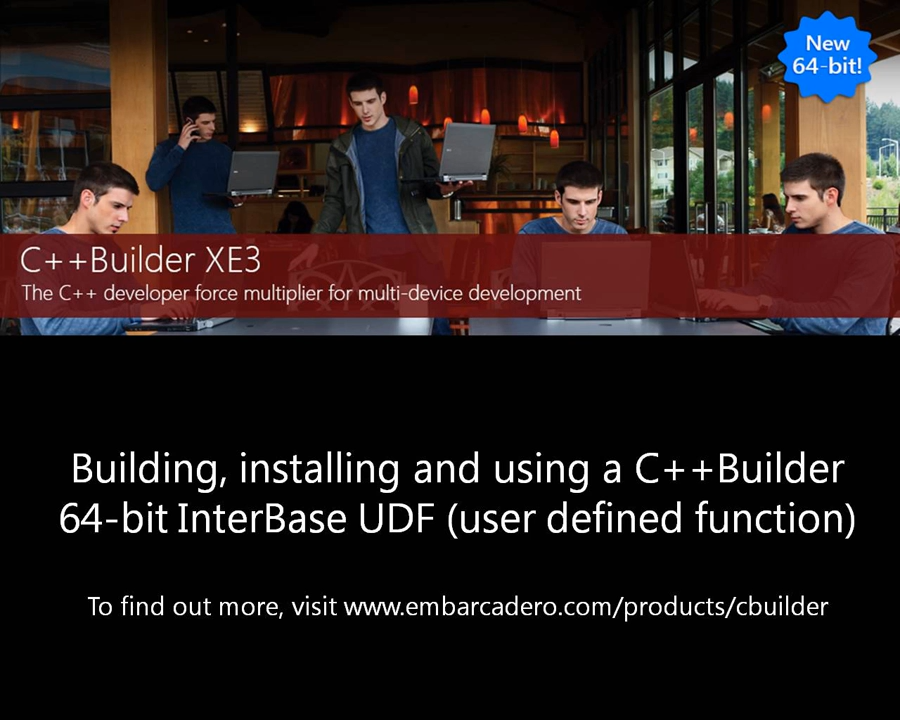 New
64-bit!
C++Builder XE3
The C++ developer force multiplier for multi-device development
Building, installing and using a C++Builder
64-bit InterBase UDF (user defined function)
To find out more, visit www.embarcadero.com/products/cbuilder